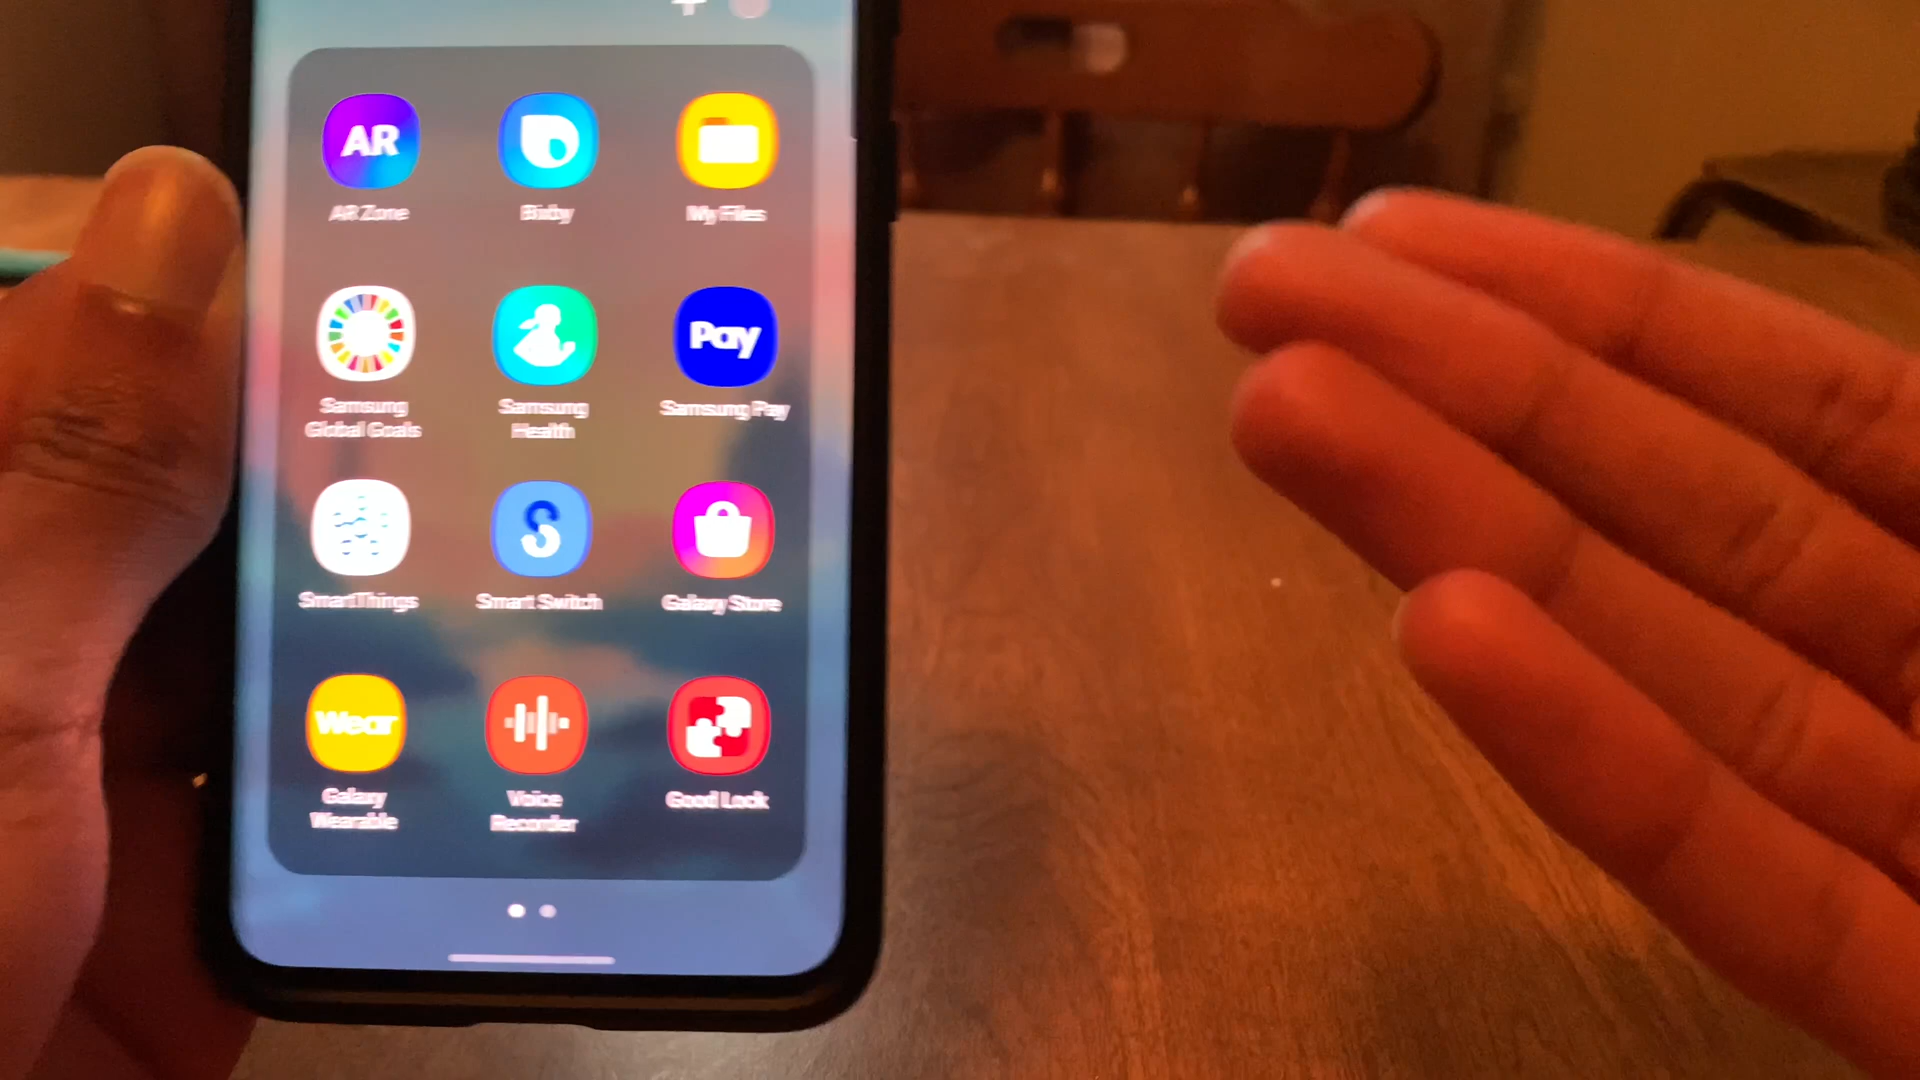 AR
AR Zone
Bixby
My Files
Samsung
Global Goals
Samsung
Health
Pay
Samsung Pay
SmartThings
Smart Switch
Galaxy Store
Wear
Galaxy
Wearable
Voice
Recorder
Good Lock